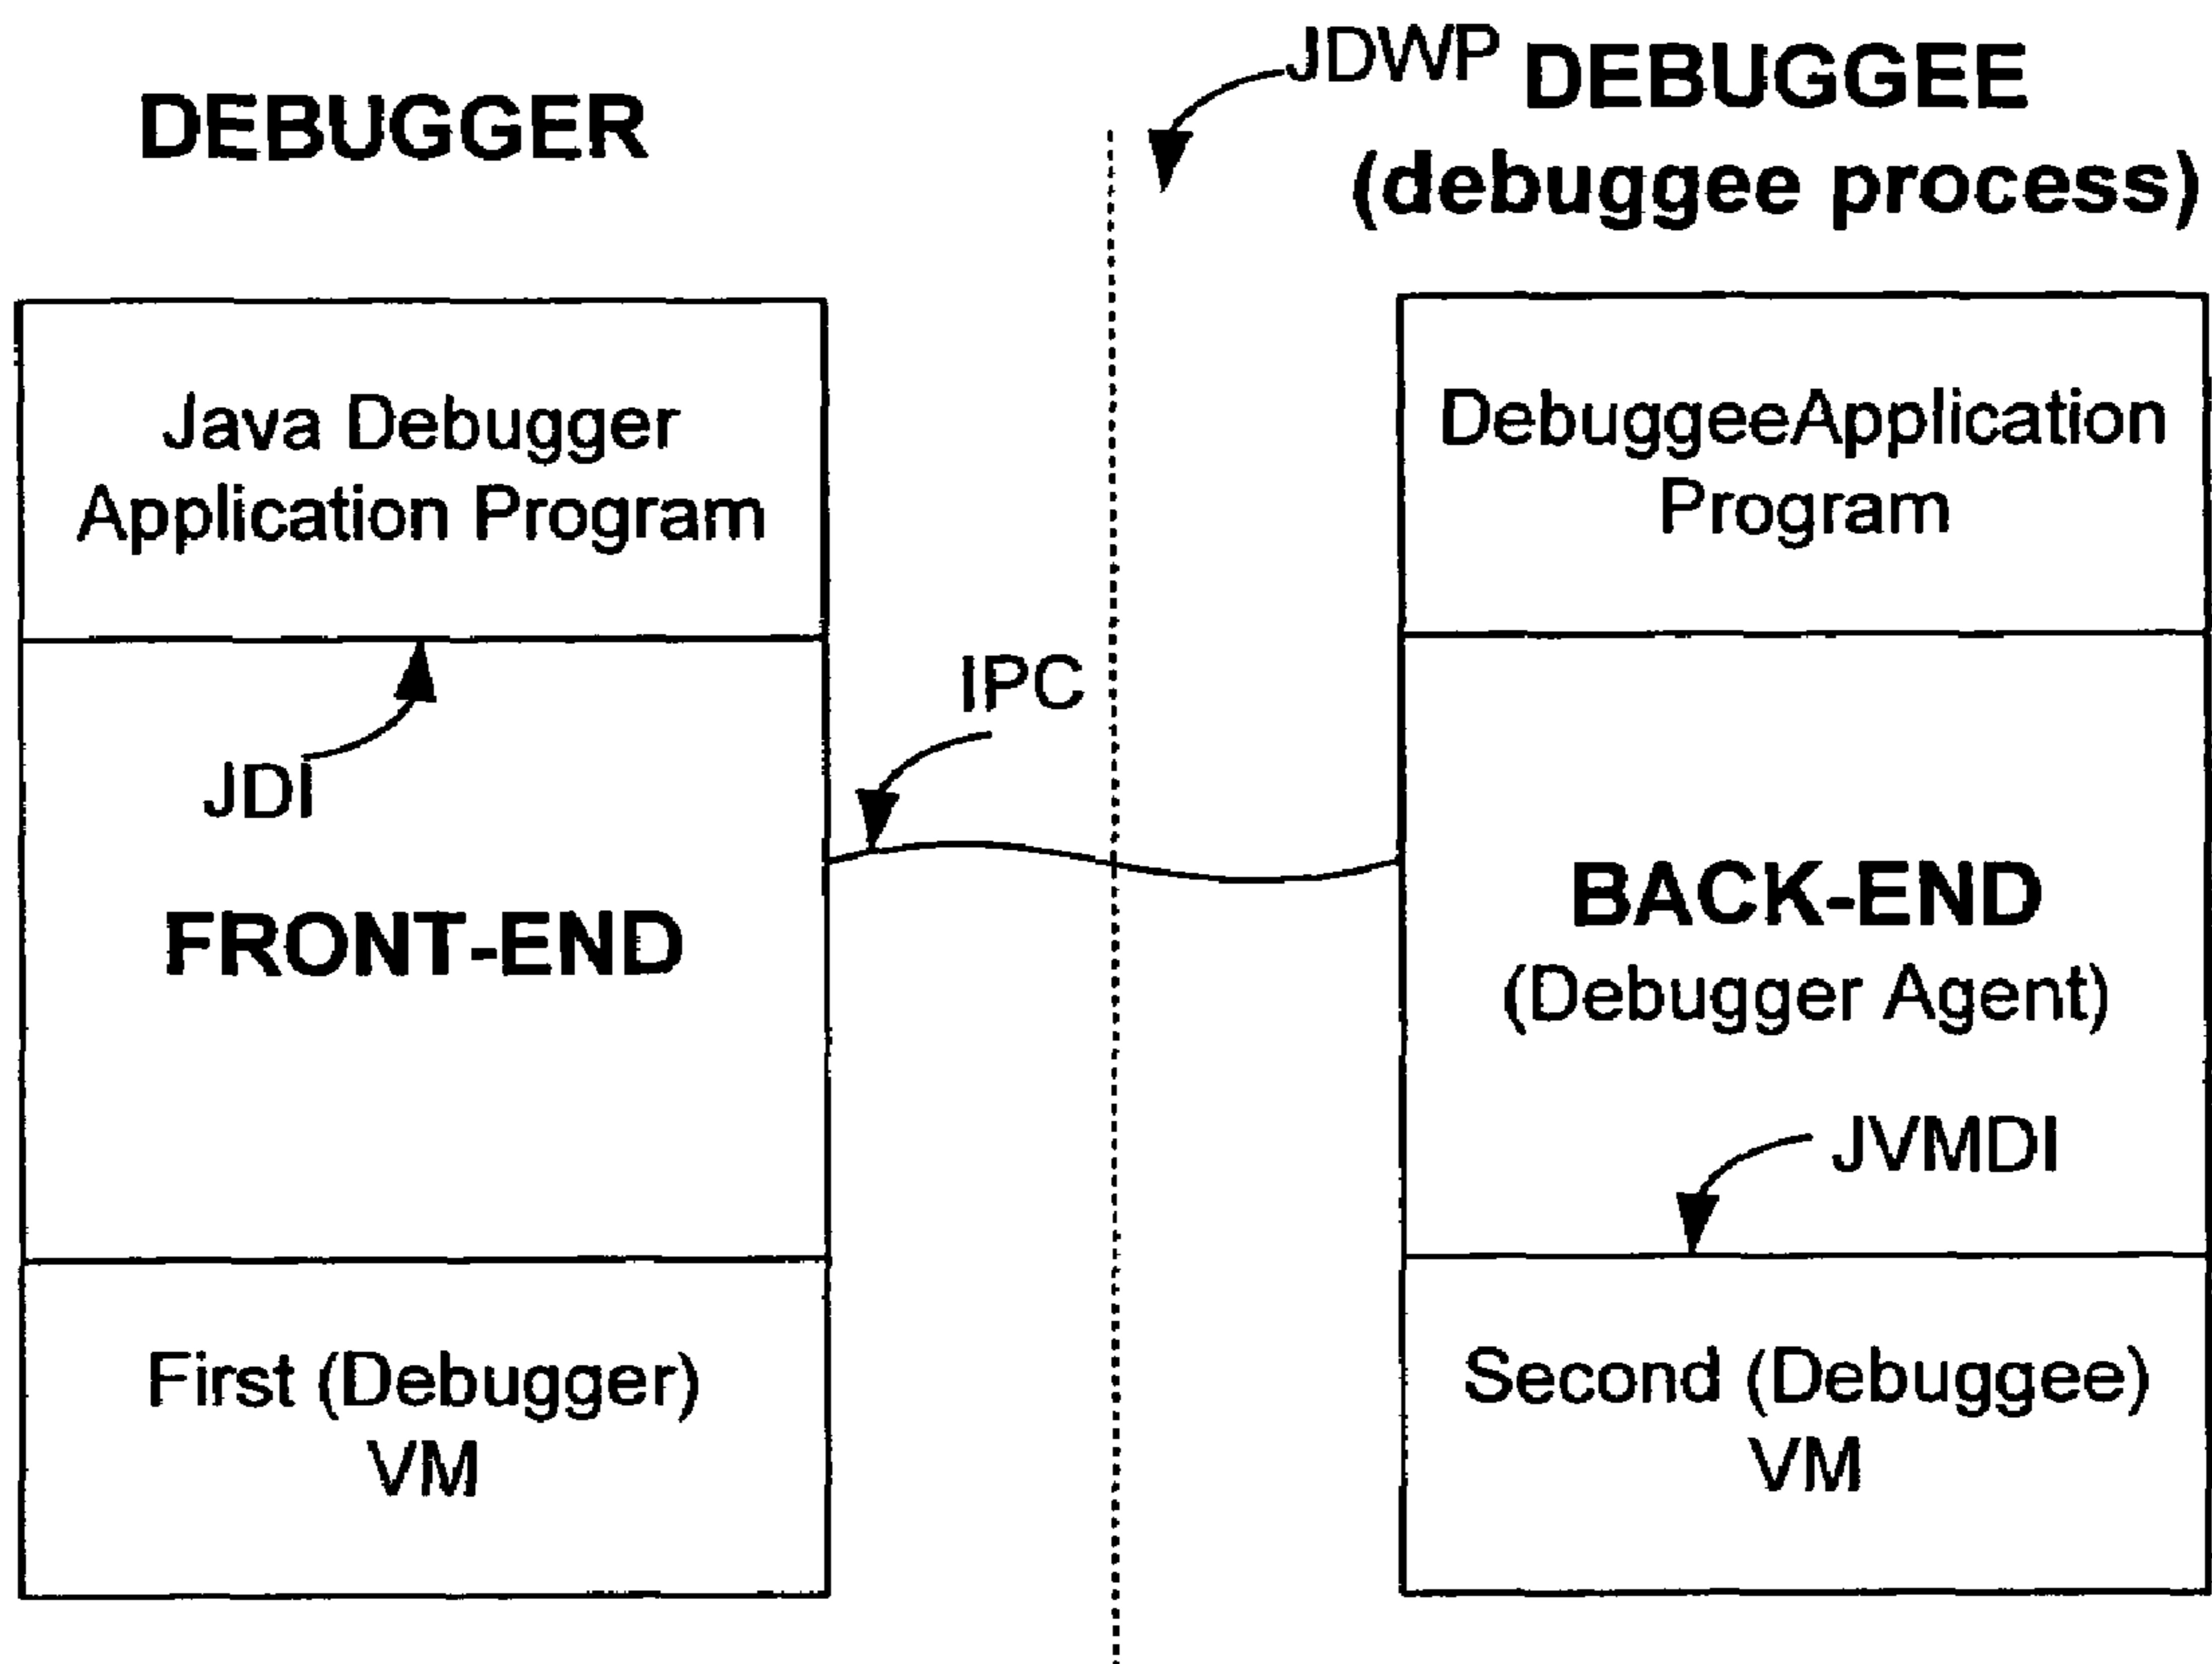 DEBUGGER
JDWP
DEBUGGEE
(debuggee process)
Java Debugger
Application Program
JDI
FRONT-END
First (Debugger)
VM
IPC
DebuggeeApplication
Program
BACK-END
(Debugger Agent)
JVMDI
Second (Debuggee)
VM